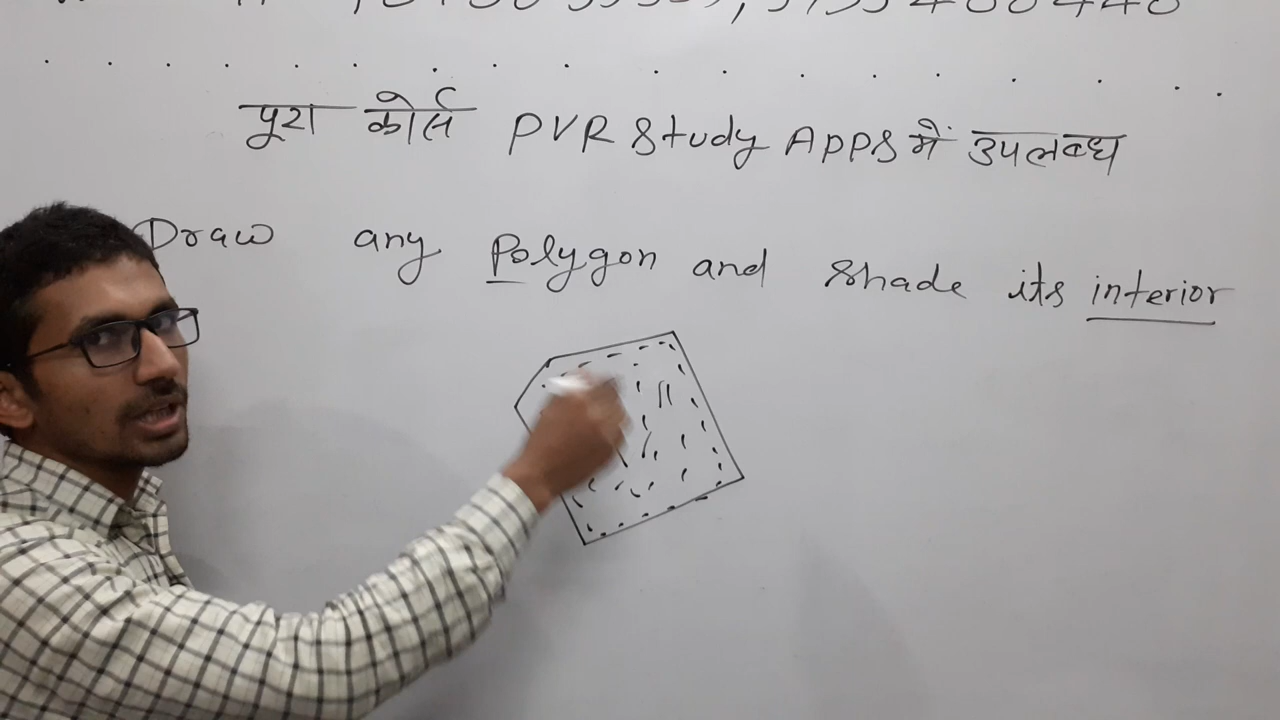 पूरा कोर्स PVR Study Apps में उपलब्ध
Draw any Polygon and shade its interior